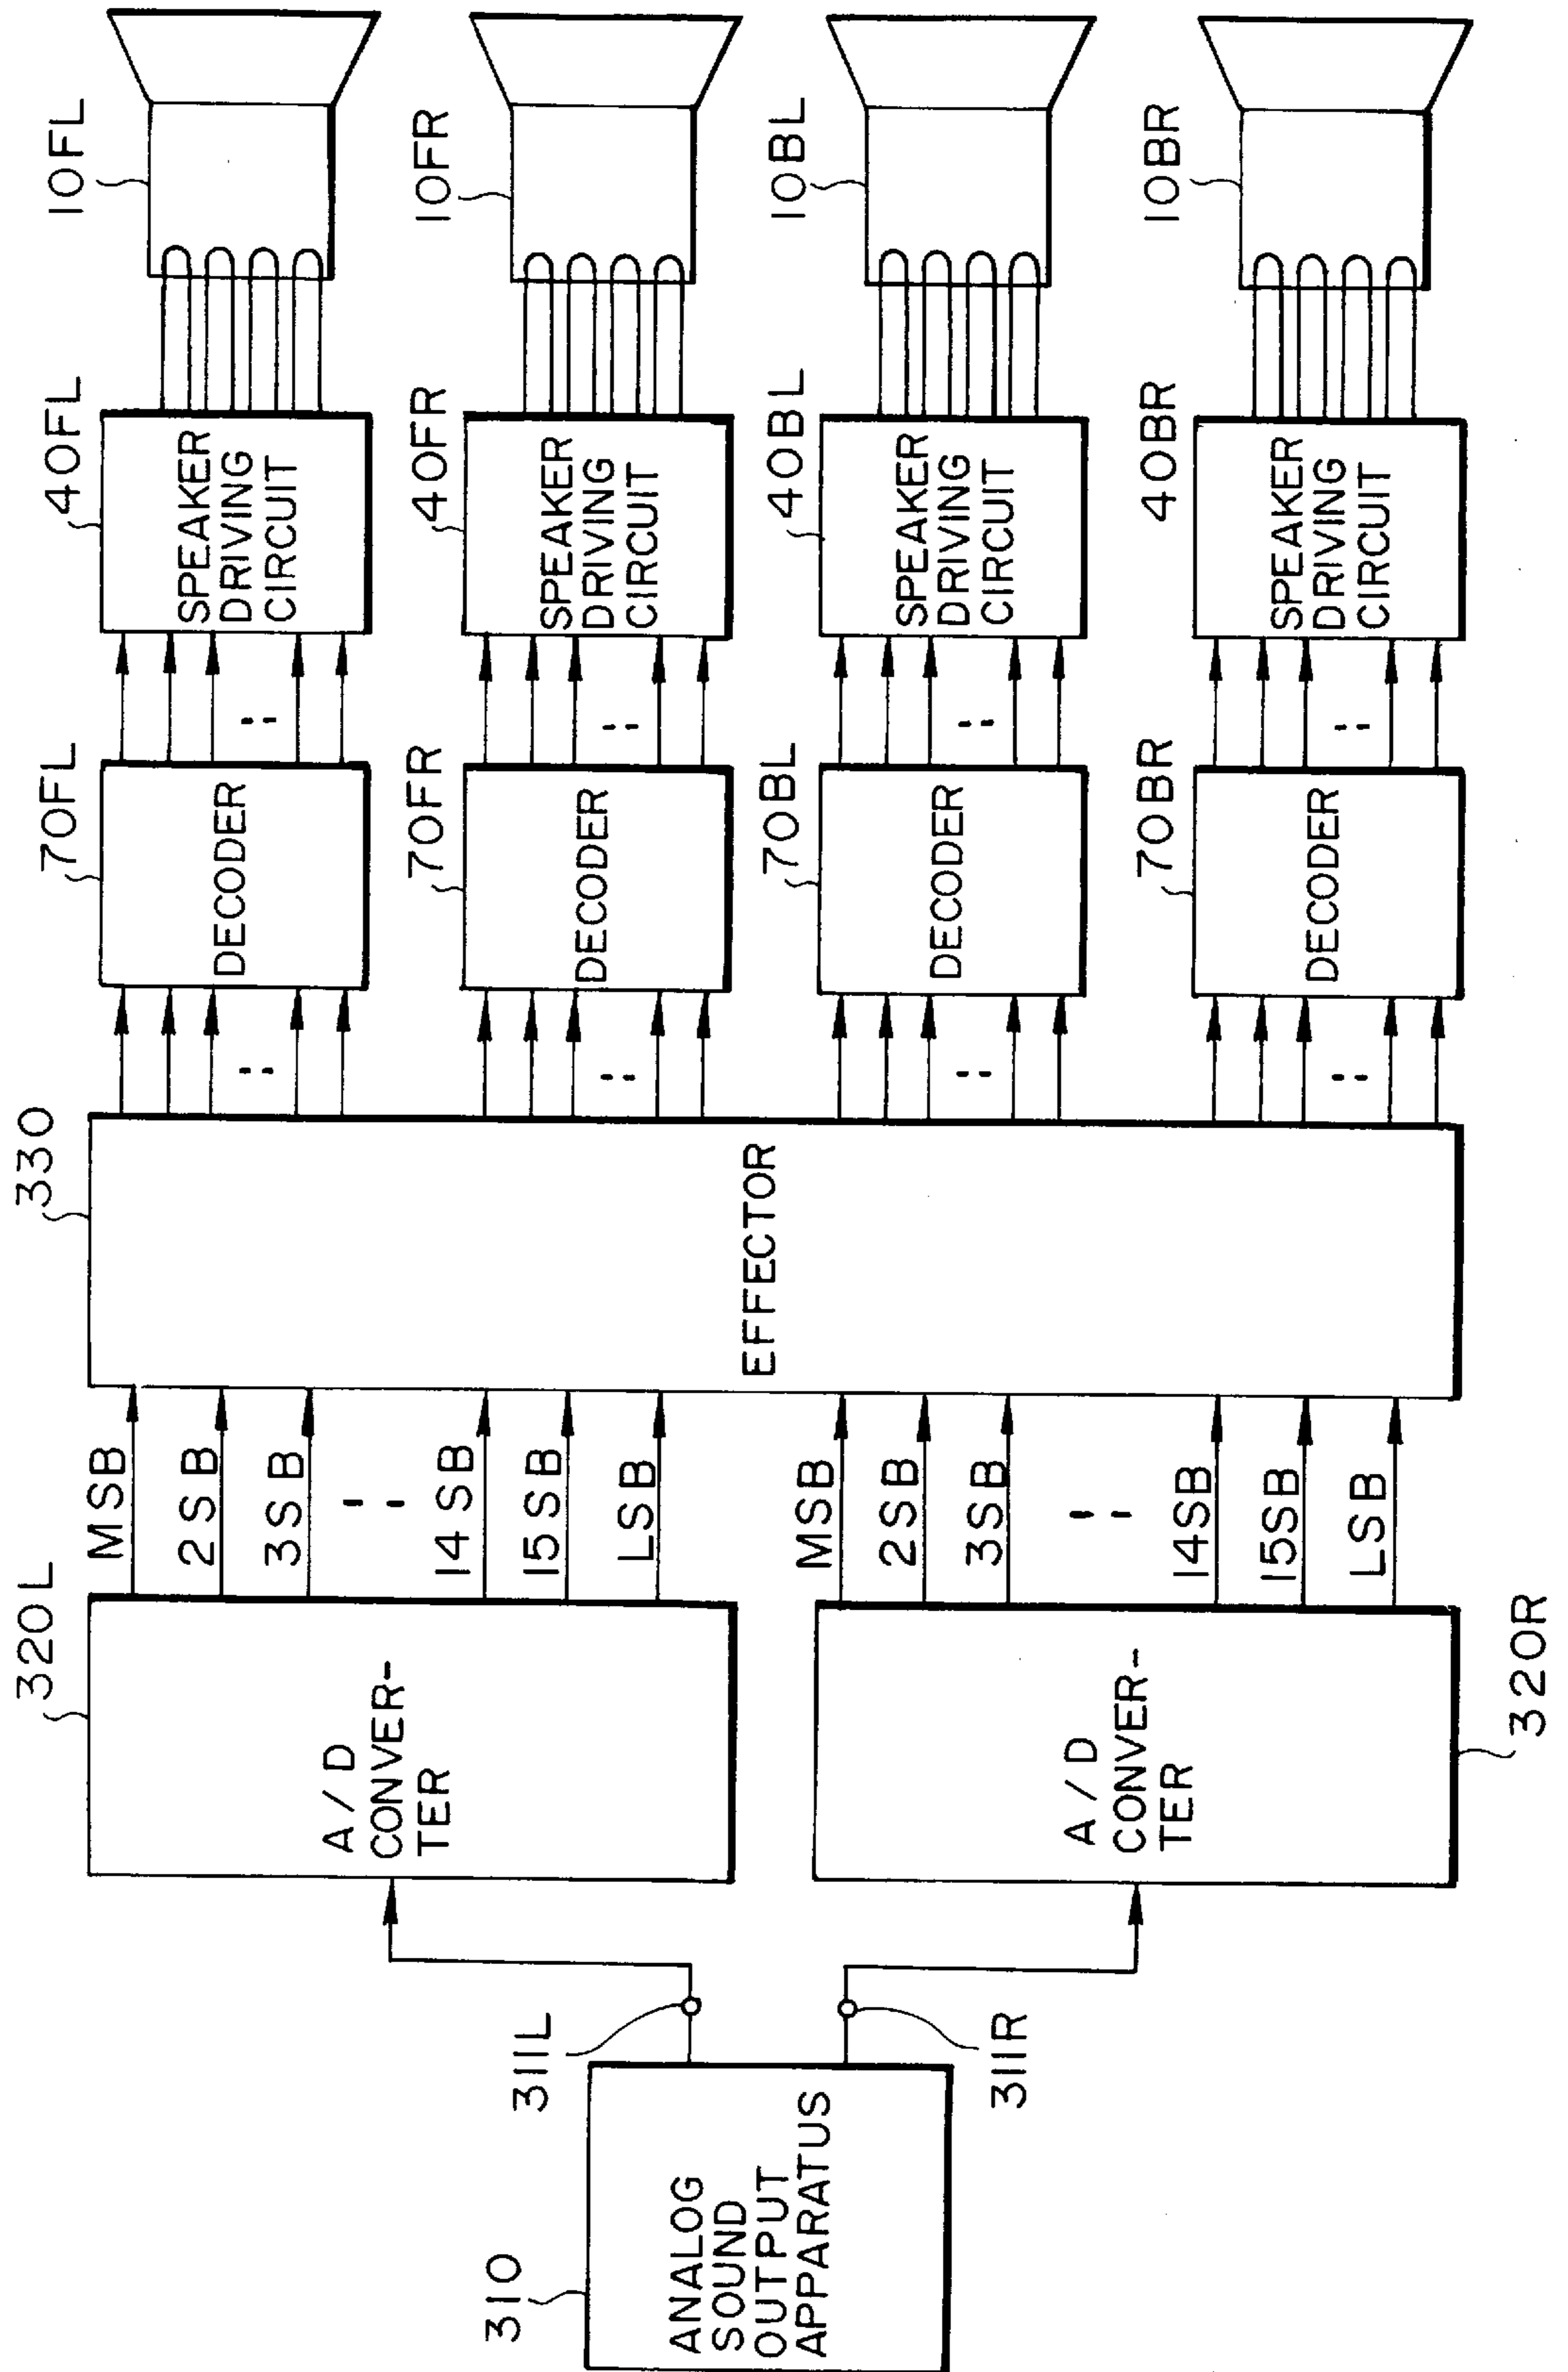 310
ANALOG
SOUND
OUTPUT
APPARATUS
311L
311R
320L
A/D
CONVER-
TER
320R
A/D
CONVER-
TER
MSB
2SB
3SB
14SB
15SB
LSB
MSB
2SB
3SB
14SB
15SB
LSB
330
EFFECTOR
70FL
DECODER
70FR
DECODER
70BL
DECODER
70BR
DECODER
40FL
SPEAKER
DRIVING
CIRCUIT
40FR
SPEAKER
DRIVING
CIRCUIT
40BL
SPEAKER
DRIVING
CIRCUIT
40BR
SPEAKER
DRIVING
CIRCUIT
10FL
10FR
10BL
10BR